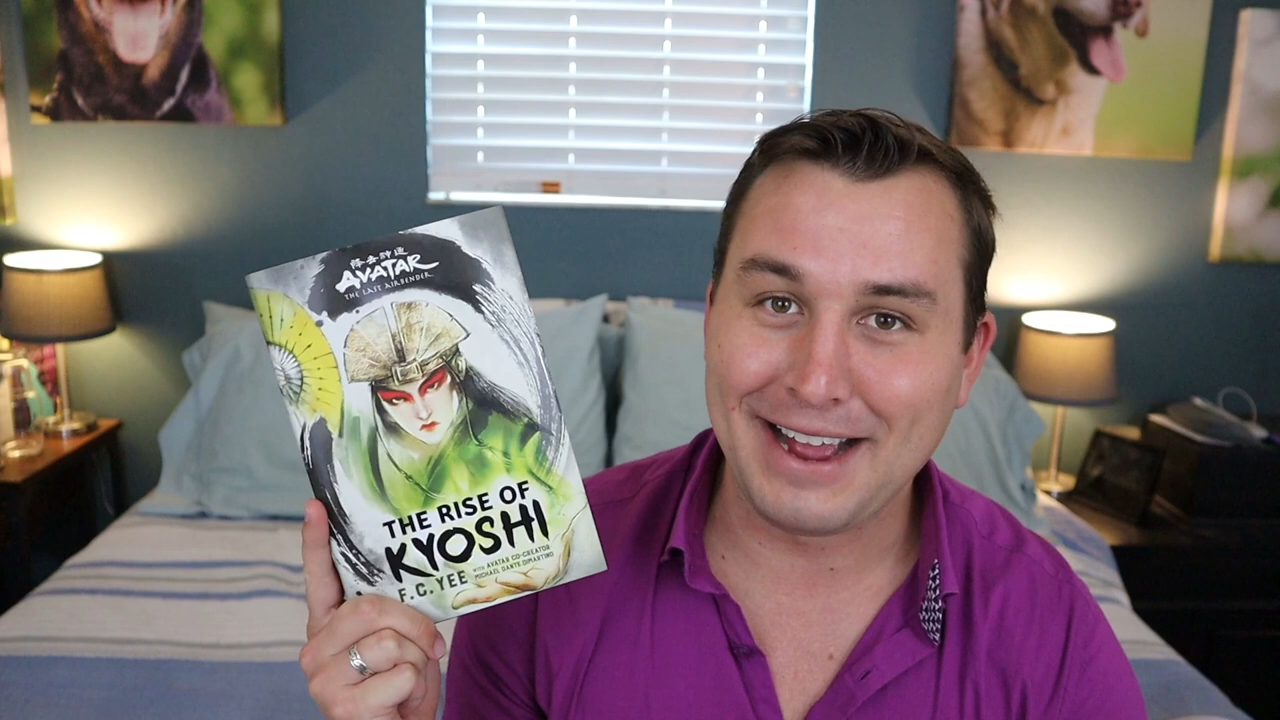 降去神通
AVATAR
THE LAST AIRBENDER
THE RISE OF
KYOSHI
F.C. YEE
WITH AVATAR CO-CREATOR
MICHAEL DANTE DIMARTINO